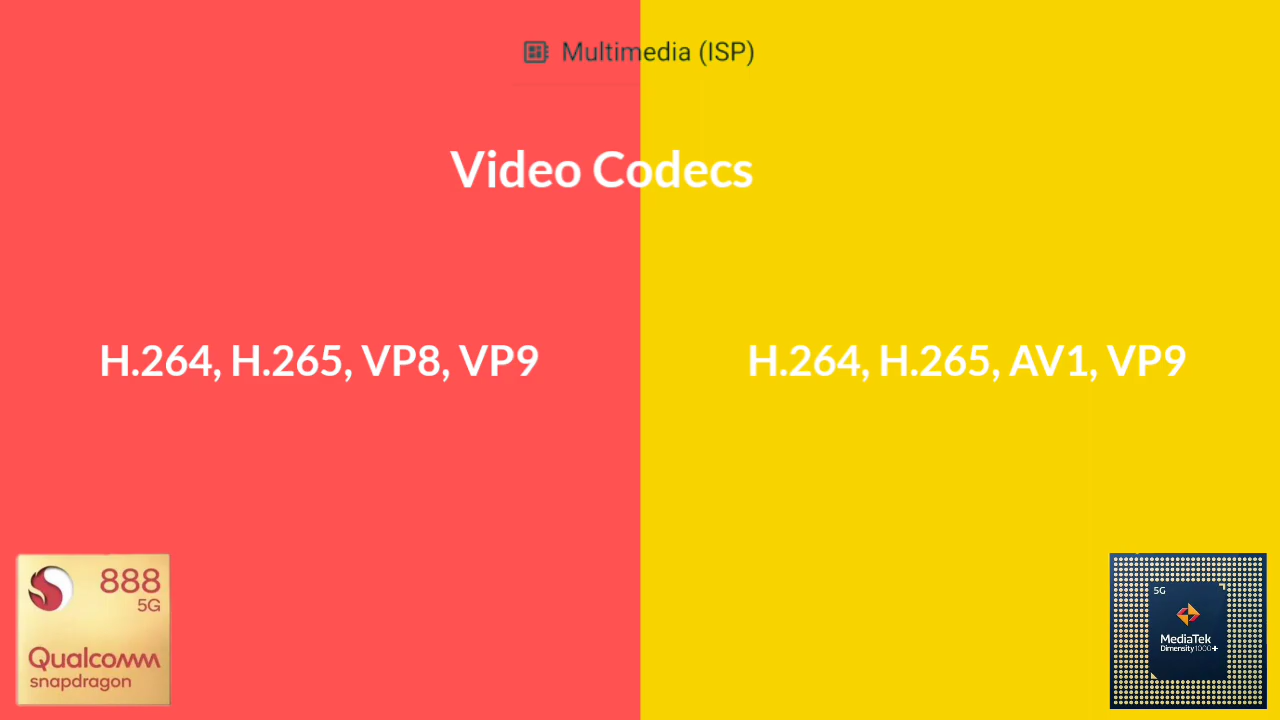 Multimedia (ISP)
Video Codecs
H.264, H.265, VP8, VP9
H.264, H.265, AV1, VP9
888
5G
Qualcomm
snapdragon
5G
MediaTek
Dimensity 1000+